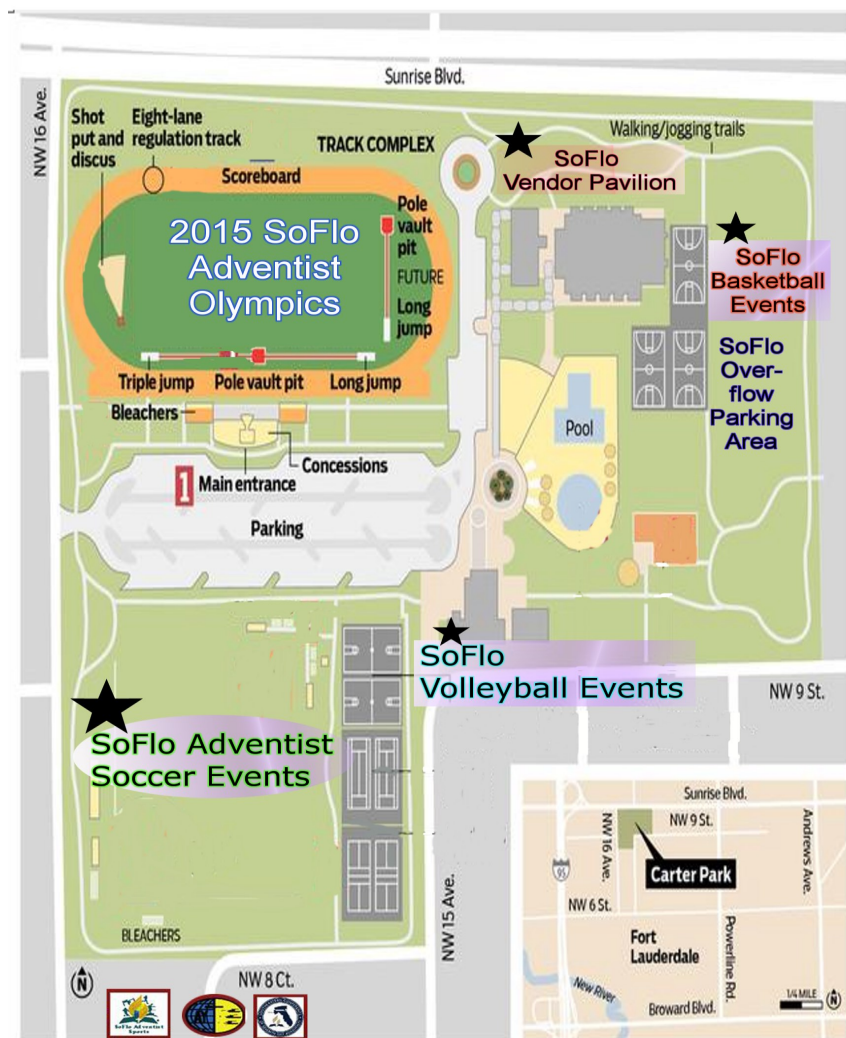 Sunrise Blvd.
NW 16 Ave.
Shot
put and
discus
Eight-lane
regulation track
TRACK COMPLEX
Walking/jogging trails
SoFlo
Vendor Pavilion
Scoreboard
2015 SoFlo
Adventist
Olympics
Pole
vault
pit
FUTURE
Long
jump
SoFlo
Basketball
Events
SoFlo
Over-
flow
Parking
Area
Triple jump
Pole vault pit
Long jump
Bleachers
Pool
Concessions
Main entrance
1
Parking
SoFlo
Volleyball Events
NW 9 St.
SoFlo Adventist
Soccer Events
BLEACHERS
NW 15 Ave.
N
NW 8 Ct.
SoFlo Adventist
Sports
Sunrise Blvd.
NW 16 Ave.
NW 9 St.
Andrews Ave.
95
Carter Park
NW 6 St.
Powerline Rd.
Fort
Lauderdale
New River
Broward Blvd.
1/4 MILE
N